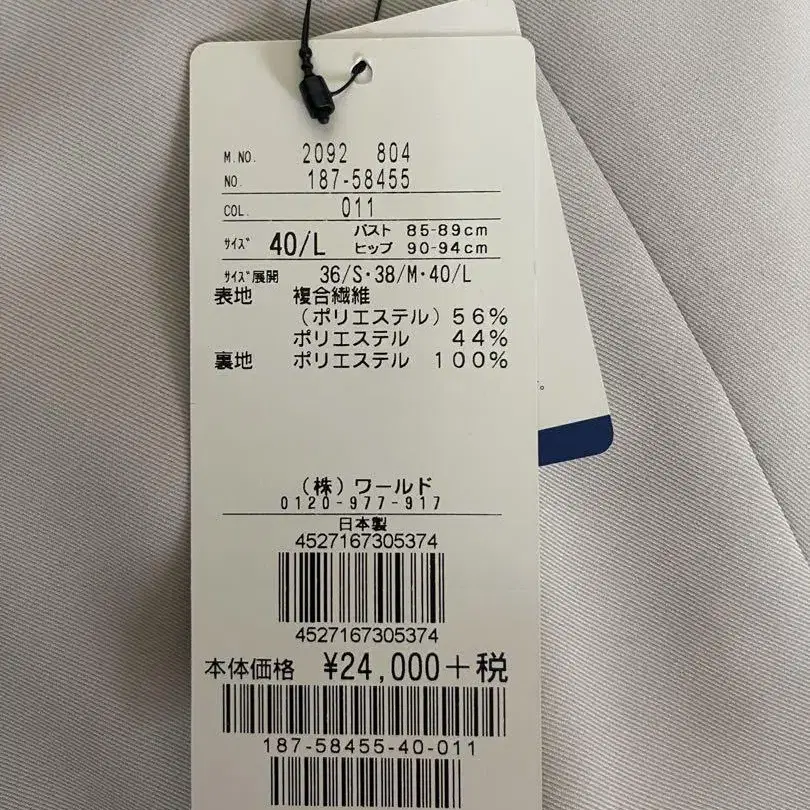 M.NO. 2092 804
NO. 187-58455
COL. 011
ｻｲｽﾞ 40/L バスト 85-89cm
ヒップ 90-94cm
ｻｲｽﾞ展開 36/S･38/M･40/L
表地 複合繊維
（ポリエステル）５６％
ポリエステル ４４％
裏地 ポリエステル １００％
（株）ワールド
0120-977-917
日本製
4527167305374
4527167305374
本体価格 ¥24,000＋税
187-58455-40-011